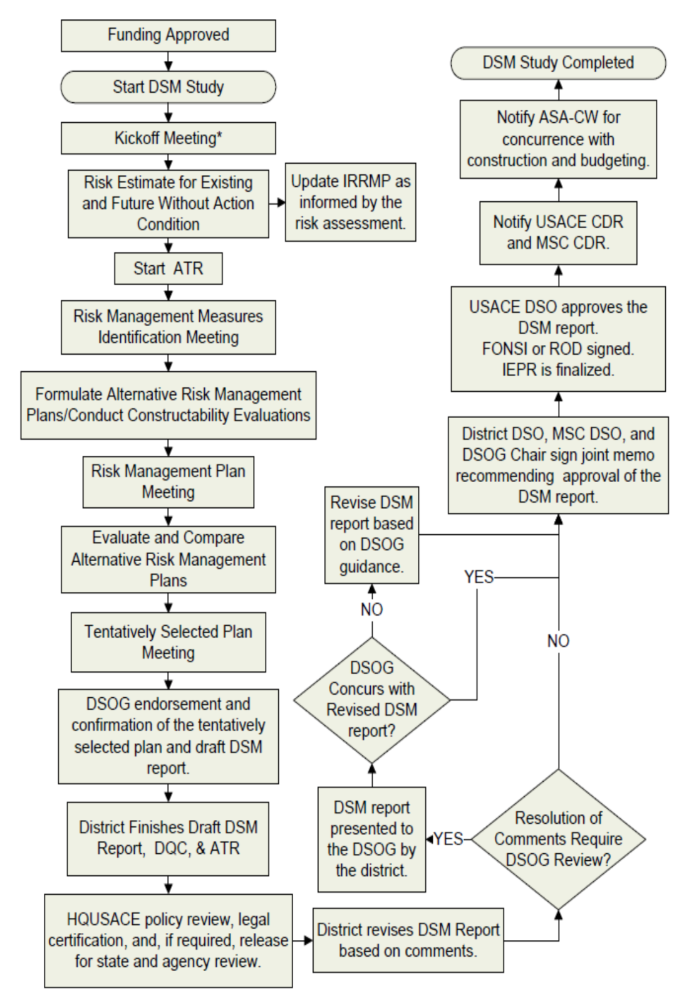 Funding Approved
Start DSM Study
Kickoff Meeting*
Risk Estimate for Existing
and Future Without Action
Condition
Update IRRMP as
informed by the
risk assessment.
Start ATR
Risk Management Measures
Identification Meeting
Formulate Alternative Risk Management
Plans/Conduct Constructability Evaluations
Risk Management Plan
Meeting
Evaluate and Compare
Alternative Risk Management
Plans
Tentatively Selected Plan
Meeting
DSOG endorsement and
confirmation of the tentatively
selected plan and draft DSM
report.
District Finishes Draft DSM
Report, DQC, & ATR
HQUSACE policy review, legal
certification, and, if required, release
for state and agency review.
District revises DSM Report
based on comments.
Resolution of
Comments Require
DSOG Review?
YES
DSM report
presented to
the DSOG by
the district.
DSOG
Concurs with
Revised DSM
report?
NO
Revise DSM
report based
on DSOG
guidance.
YES
NO
District DSO, MSC DSO, and
DSOG Chair sign joint memo
recommending approval of the
DSM report.
USACE DSO approves the
DSM report.
FONSI or ROD signed.
IEPR is finalized.
Notify USACE CDR
and MSC CDR.
Notify ASA-CW for
concurrence with
construction and budgeting.
DSM Study Completed